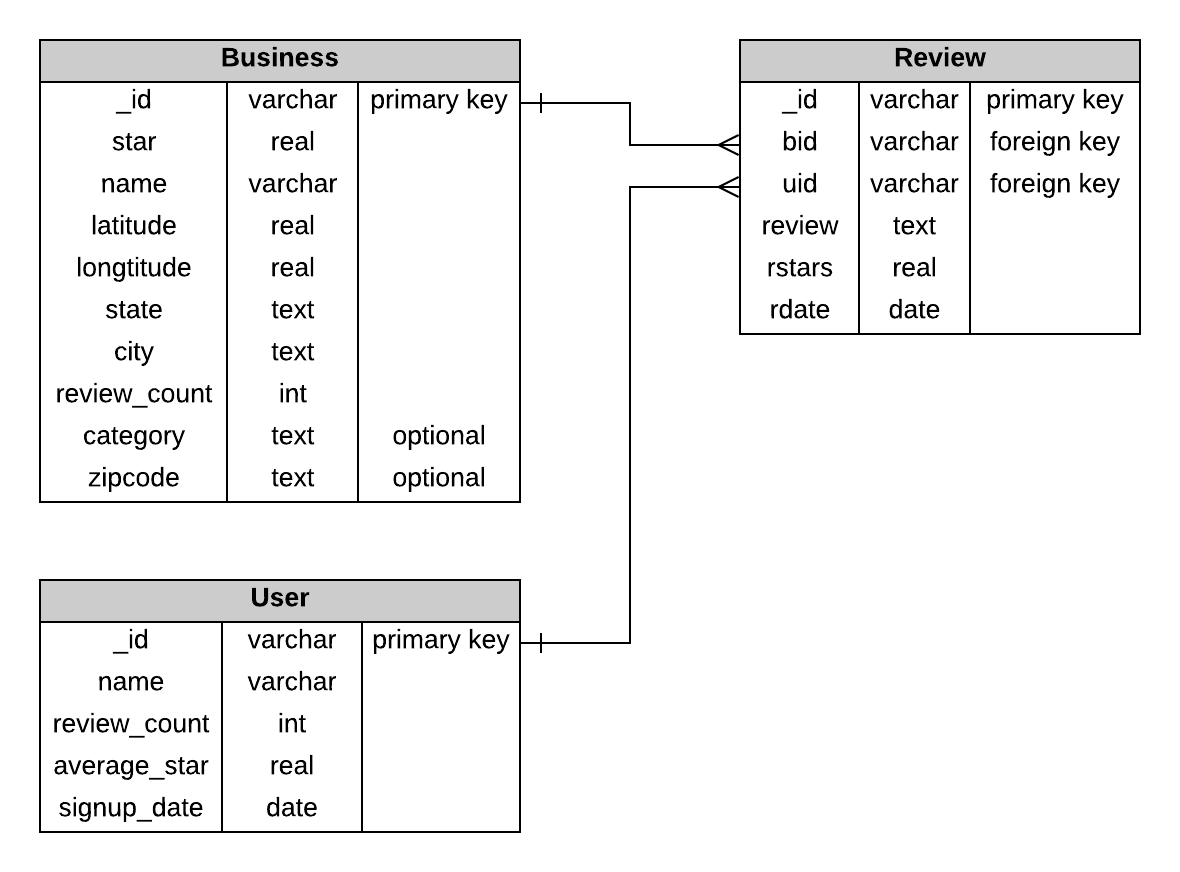 Business
_id varchar primary key
star real
name varchar
latitude real
longtitude real
state text
city text
review_count int
category text optional
zipcode text optional
Review
_id varchar primary key
bid varchar foreign key
uid varchar foreign key
review text
rstars real
rdate date
User
_id varchar primary key
name varchar
review_count int
average_star real
signup_date date